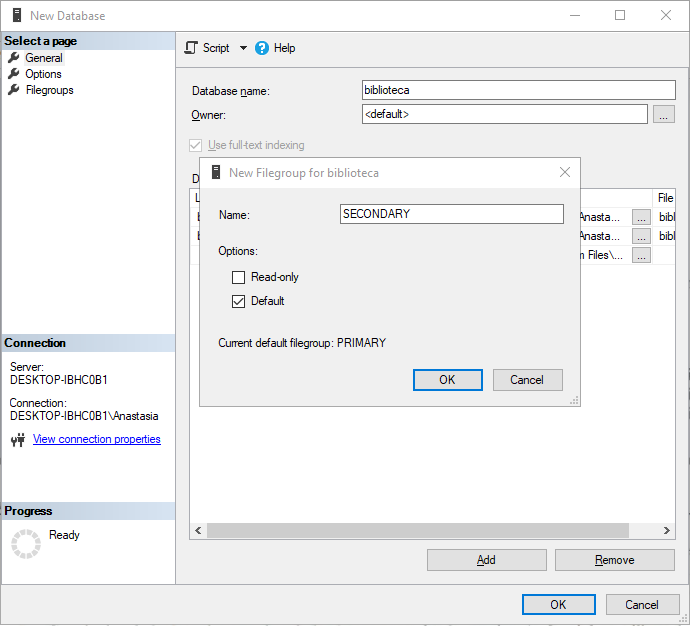 New Database
Select a page
General
Options
Filegroups
Script
Help
Database name:
biblioteca
Owner:
<default>
...
Use full-text indexing
New Filegroup for biblioteca
Name:
SECONDARY
Options:
Read-only
Default
Current default filegroup: PRIMARY
OK
Cancel
File
Anasta...
...
bibl
Anasta...
...
bibl
Files\...
...
Connection
Server:
DESKTOP-IBHC0B1
Connection:
DESKTOP-IBHC0B1\Anastasia
View connection properties
Progress
Ready
Add
Remove
OK
Cancel